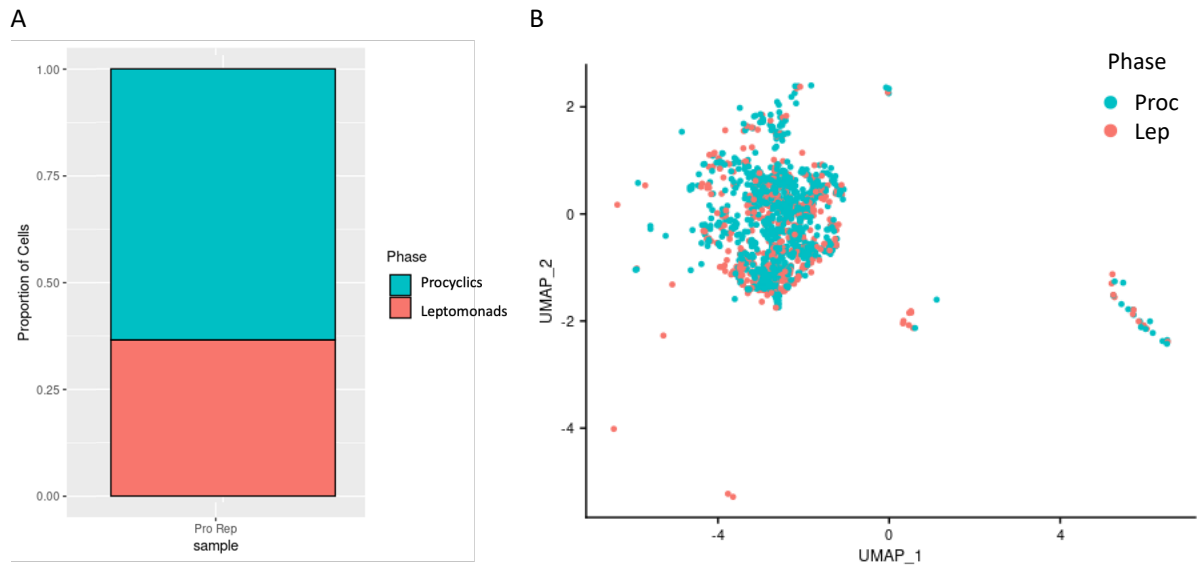 A
Proportion of Cells
1.00
0.75
0.50
0.25
0.00
Pro Rep
sample
Phase
Procyclics
Leptomonads
B
UMAP_2
2
0
-2
-4
-4
0
4
UMAP_1
Phase
Proc
Lep